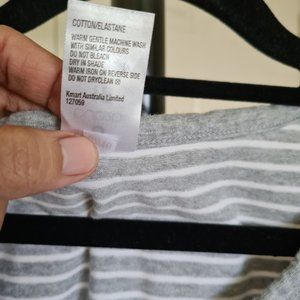 COTTON/ELASTANE
WARM GENTLE MACHINE WASH
WITH SIMILAR COLOURS
DO NOT BLEACH
DRY IN SHADE
WARM IRON ON REVERSE SIDE
DO NOT DRYCLEAN ⊗
Kmart Australia Limited
127059